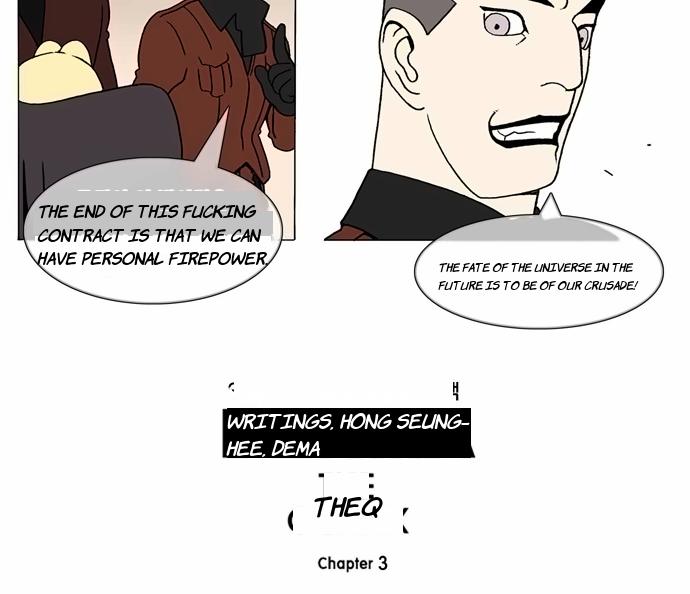 THE END OF THIS FUCKING
CONTRACT IS THAT WE CAN
HAVE PERSONAL FIREPOWER
THE FATE OF THE UNIVERSE IN THE
FUTURE IS TO BE OF OUR CRUSADE!
WRITINGS, HONG SEUNG-
HEE, DEMA
THEQ
Chapter 3